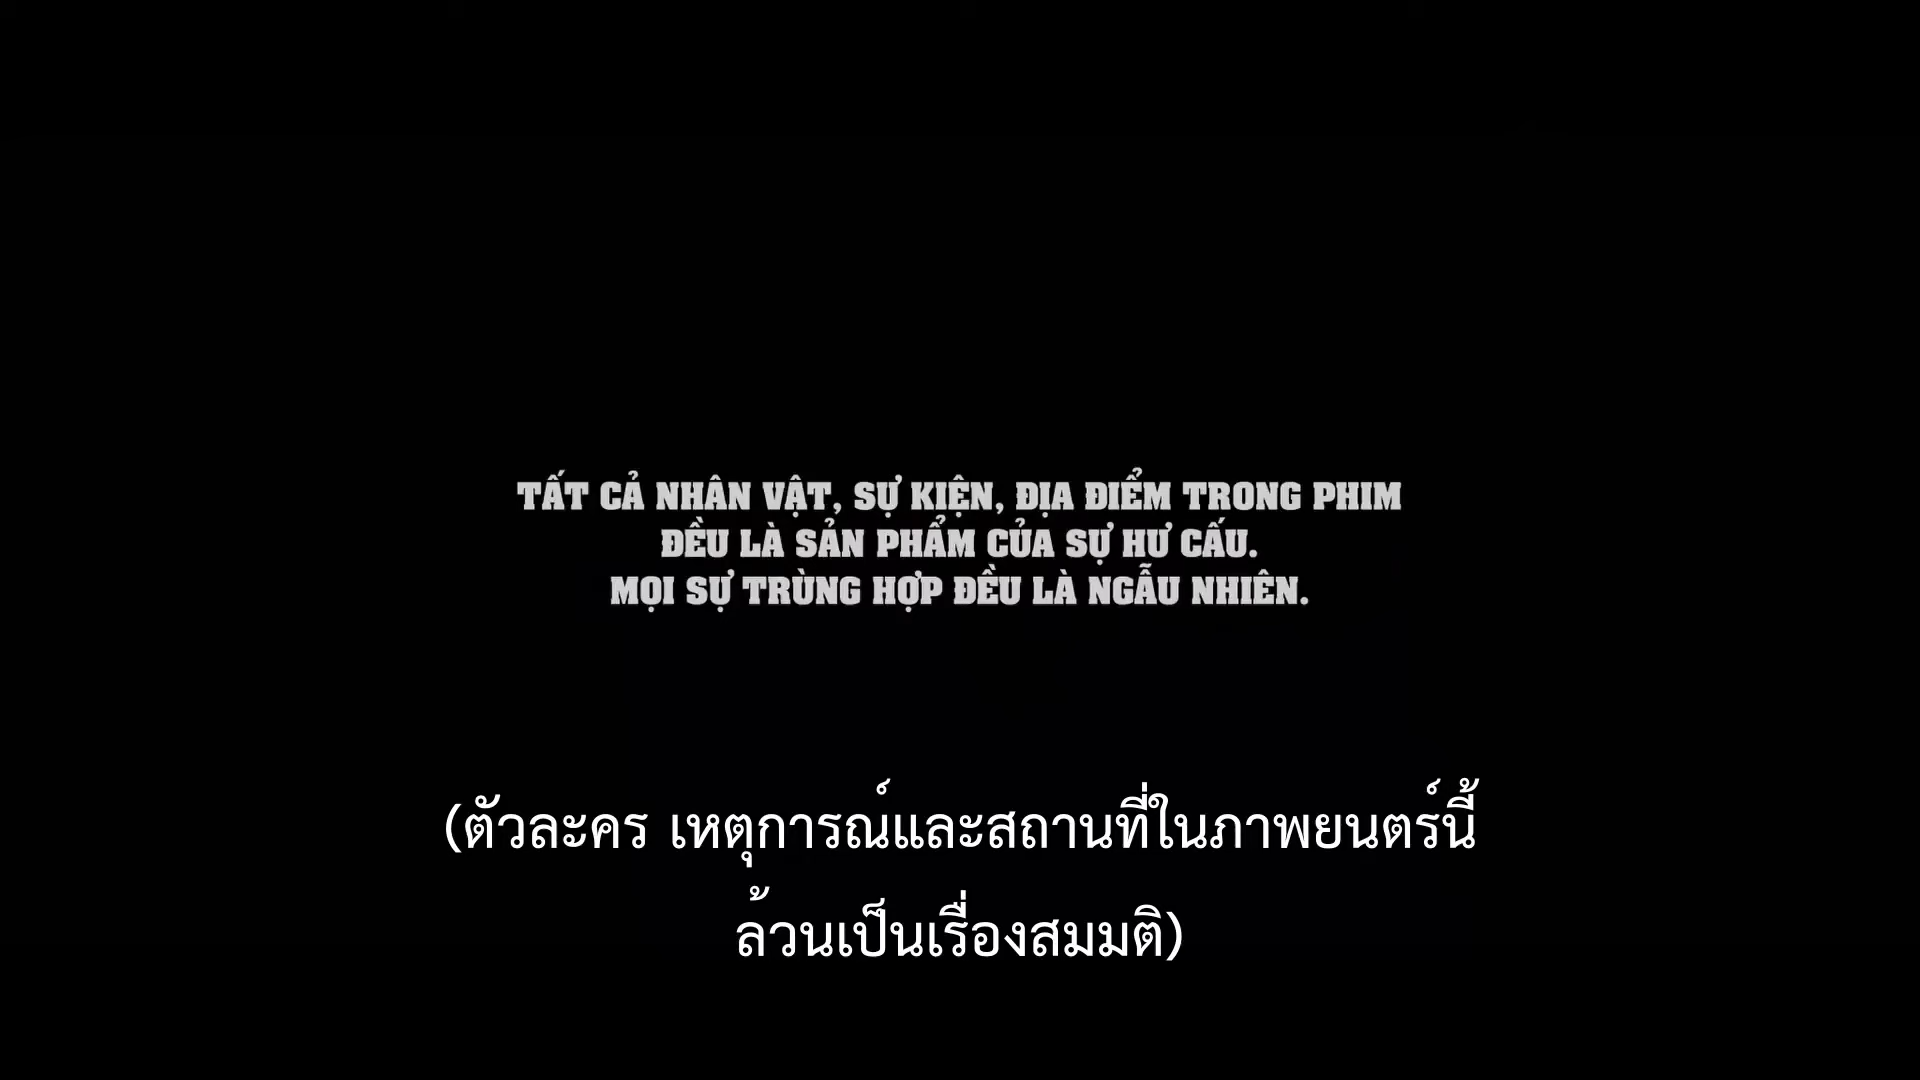 TẤT CẢ NHÂN VẬT, SỰ KIỆN, ĐỊA ĐIỂM TRONG PHIM
ĐỀU LÀ SẢN PHẨM CỦA SỰ HƯ CẤU.
MỌI SỰ TRÙNG HỢP ĐỀU LÀ NGẪU NHIÊN.
(ตัวละคร เหตุการณ์และสถานที่ในภาพยนตร์นี้
ล้วนเป็นเรื่องสมมติ)